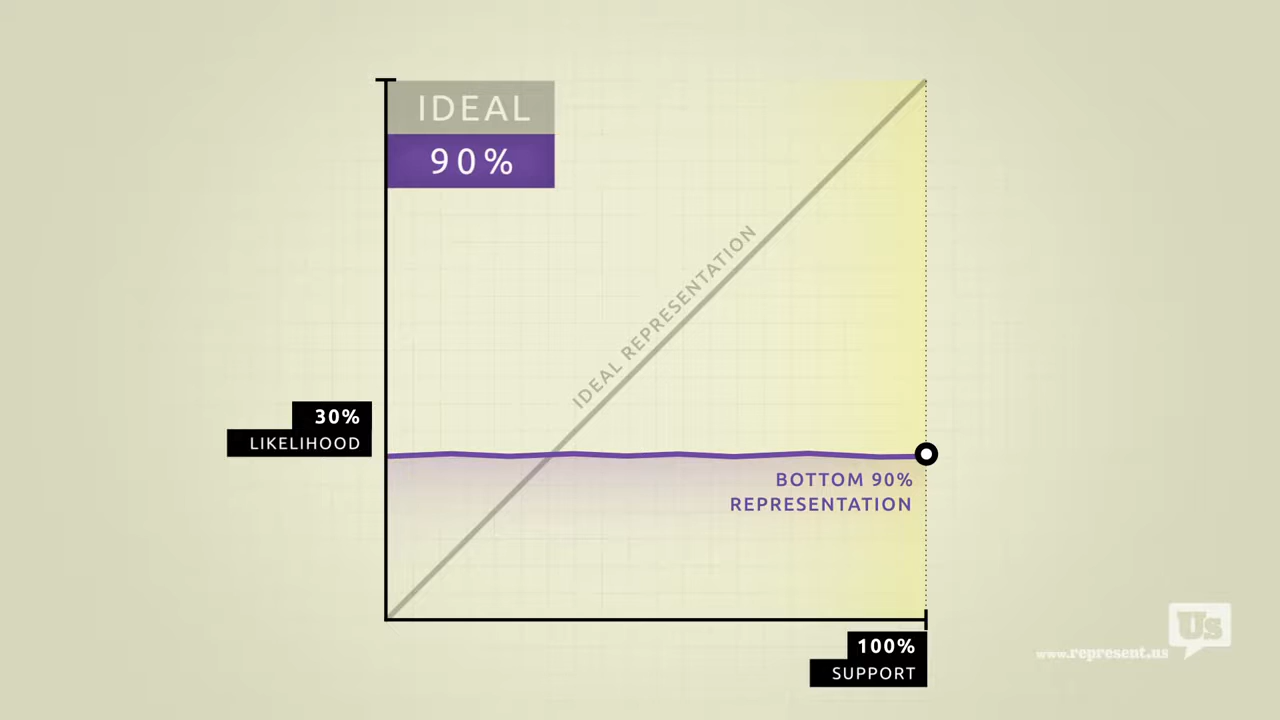 IDEAL
90%
IDEAL REPRESENTATION
30%
LIKELIHOOD
BOTTOM 90%
REPRESENTATION
100%
SUPPORT
Us
www.represent.us